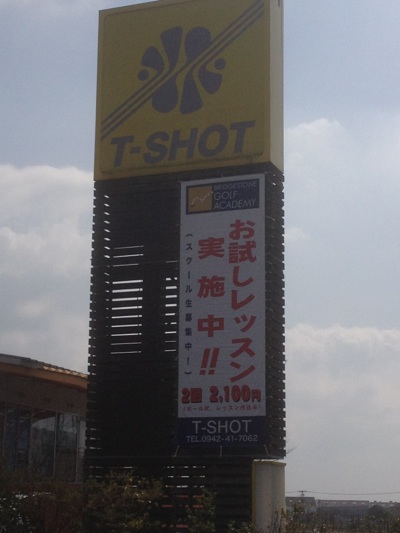 T-SHOT
BRIDGESTONE
GOLF
ACADEMY
お試しレッスン
実施中!!
(スクール生募集中!)
2回 2,100円
T-SHOT
TEL.0942-41-7062